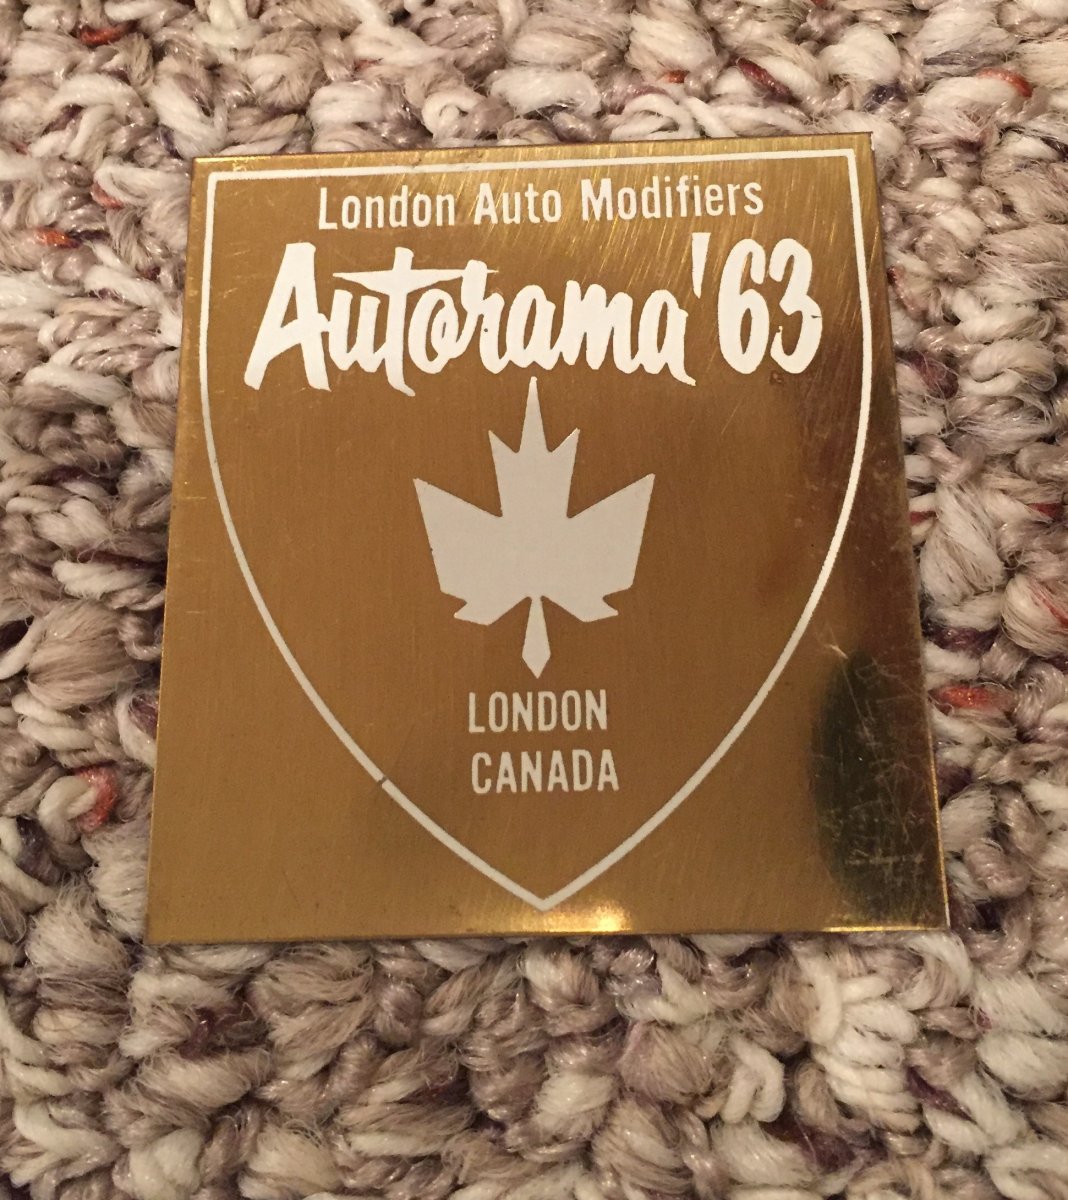 London Auto Modifiers
Autorama '63
LONDON
CANADA